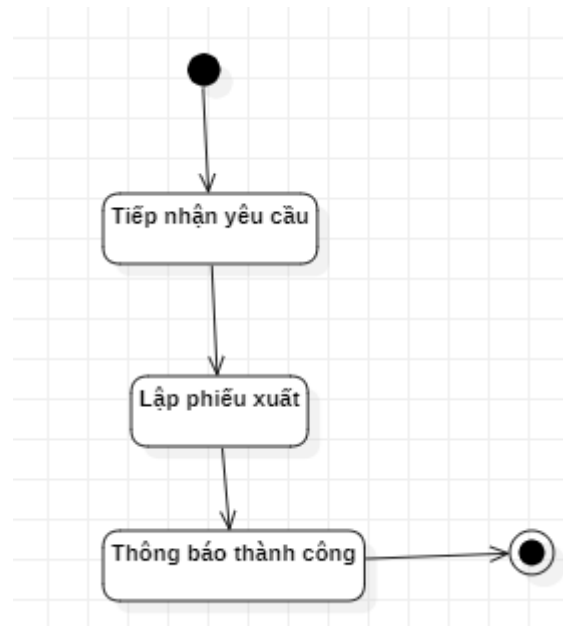 Tiếp nhận yêu cầu
Lập phiếu xuất
Thông báo thành công